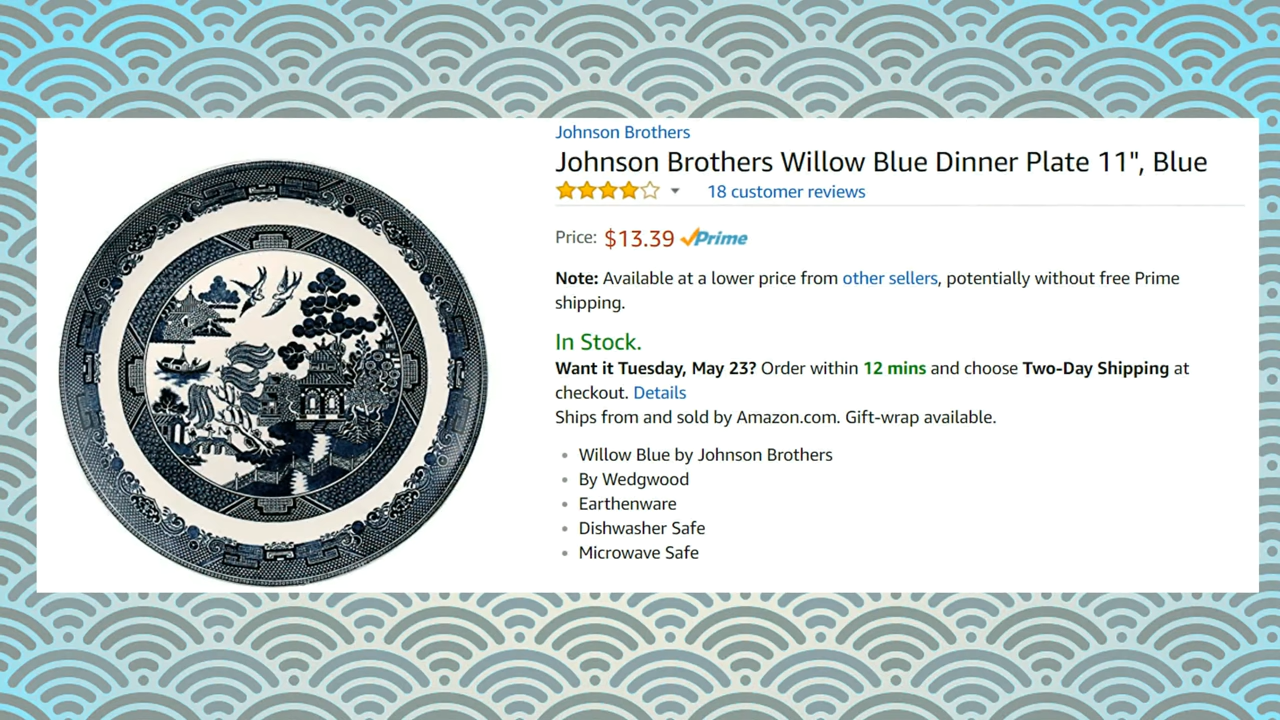 Johnson Brothers
Johnson Brothers Willow Blue Dinner Plate 11", Blue
18 customer reviews
Price: $13.39 Prime
Note: Available at a lower price from other sellers, potentially without free Prime
shipping.
In Stock.
Want it Tuesday, May 23? Order within 12 mins and choose Two-Day Shipping at
checkout. Details
Ships from and sold by Amazon.com. Gift-wrap available.
• Willow Blue by Johnson Brothers
• By Wedgwood
• Earthenware
• Dishwasher Safe
• Microwave Safe